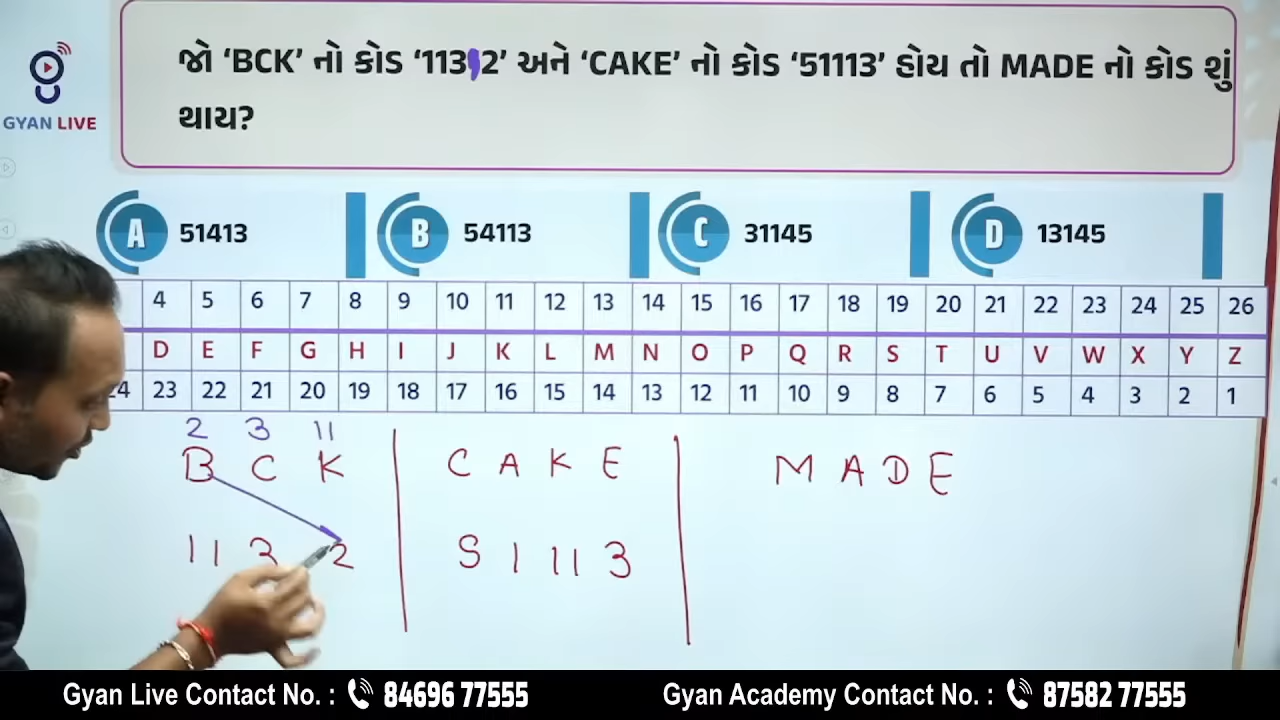 જો ‘BCK’ નો કોડ ‘113,2’ અને ‘CAKE’ નો કોડ ‘51113’ હોય તો MADE નો કોડ શું
થાય?
GYAN LIVE
A 51413 B 54113 C 31145 D 13145
4 5 6 7 8 9 10 11 12 13 14 15 16 17 18 19 20 21 22 23 24 25 26
D E F G H I J K L M N O P Q R S T U V W X Y Z
24 23 22 21 20 19 18 17 16 15 14 13 12 11 10 9 8 7 6 5 4 3 2 1
2 3 11
B C K C A K E M A D E
11 3 2 5 1 11 3
Gyan Live Contact No. : 84696 77555 Gyan Academy Contact No. : 87582 77555